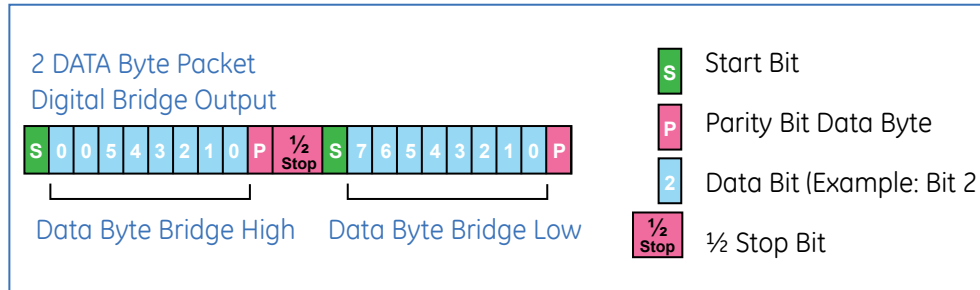 2 DATA Byte Packet
Digital Bridge Output
S 0 0 5 4 3 2 1 0 P ½ Stop S 7 6 5 4 3 2 1 0 P
Data Byte Bridge High Data Byte Bridge Low
S Start Bit
P Parity Bit Data Byte
2 Data Bit (Example: Bit 2
½ Stop ½ Stop Bit